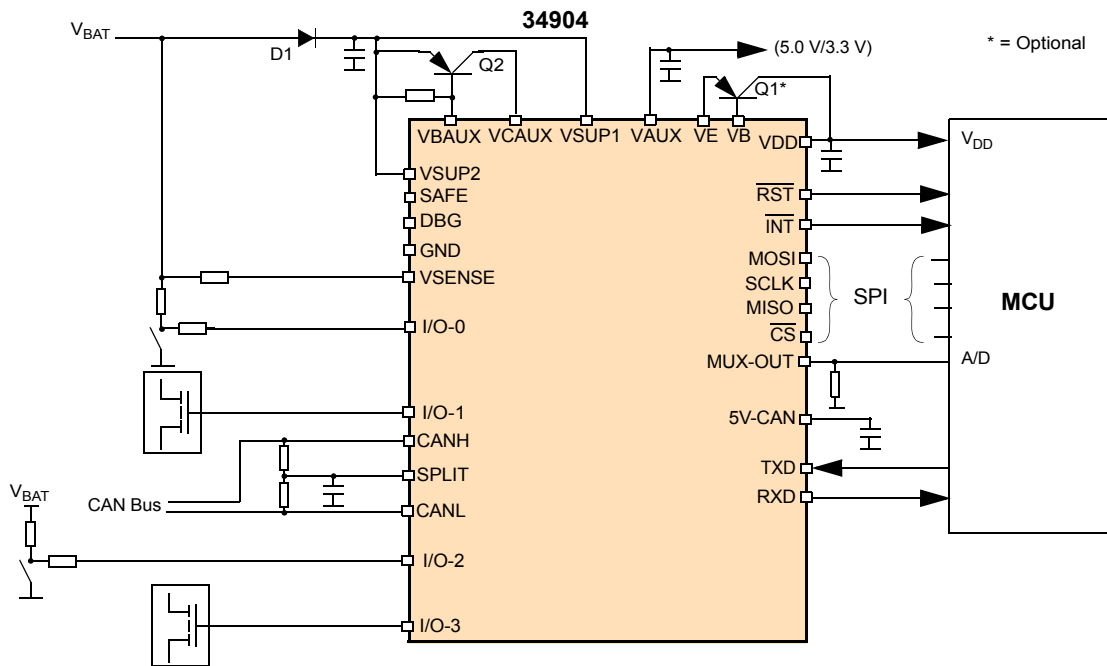 34904
V_BAT
D1
Q2
(5.0 V/3.3 V)
* = Optional
Q1*
VBAUX
VCAUX
VSUP1
VAUX
VE
VB
VDD
V_DD
VSUP2
SAFE
DBG
GND
VSENSE
I/O-0
I/O-1
CANH
SPLIT
CANL
I/O-2
I/O-3
RST
INT
MOSI
SCLK
MISO
CS
SPI
MCU
MUX-OUT
A/D
5V-CAN
TXD
RXD
CAN Bus
V_BAT